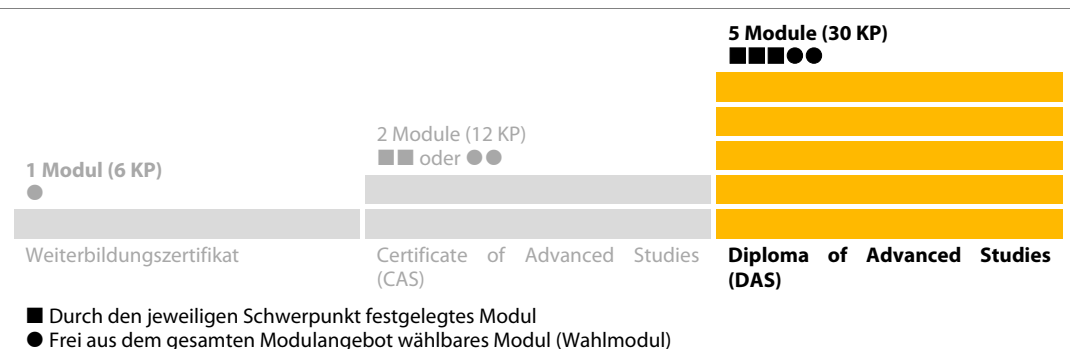 5 Module (30 KP)
■■■●●
2 Module (12 KP)
■■ oder ●●
1 Modul (6 KP)
●
Weiterbildungszertifikat
Certificate of Advanced Studies
(CAS)
Diploma of Advanced Studies
(DAS)
■ Durch den jeweiligen Schwerpunkt festgelegtes Modul
● Frei aus dem gesamten Modulangebot wählbares Modul (Wahlmodul)